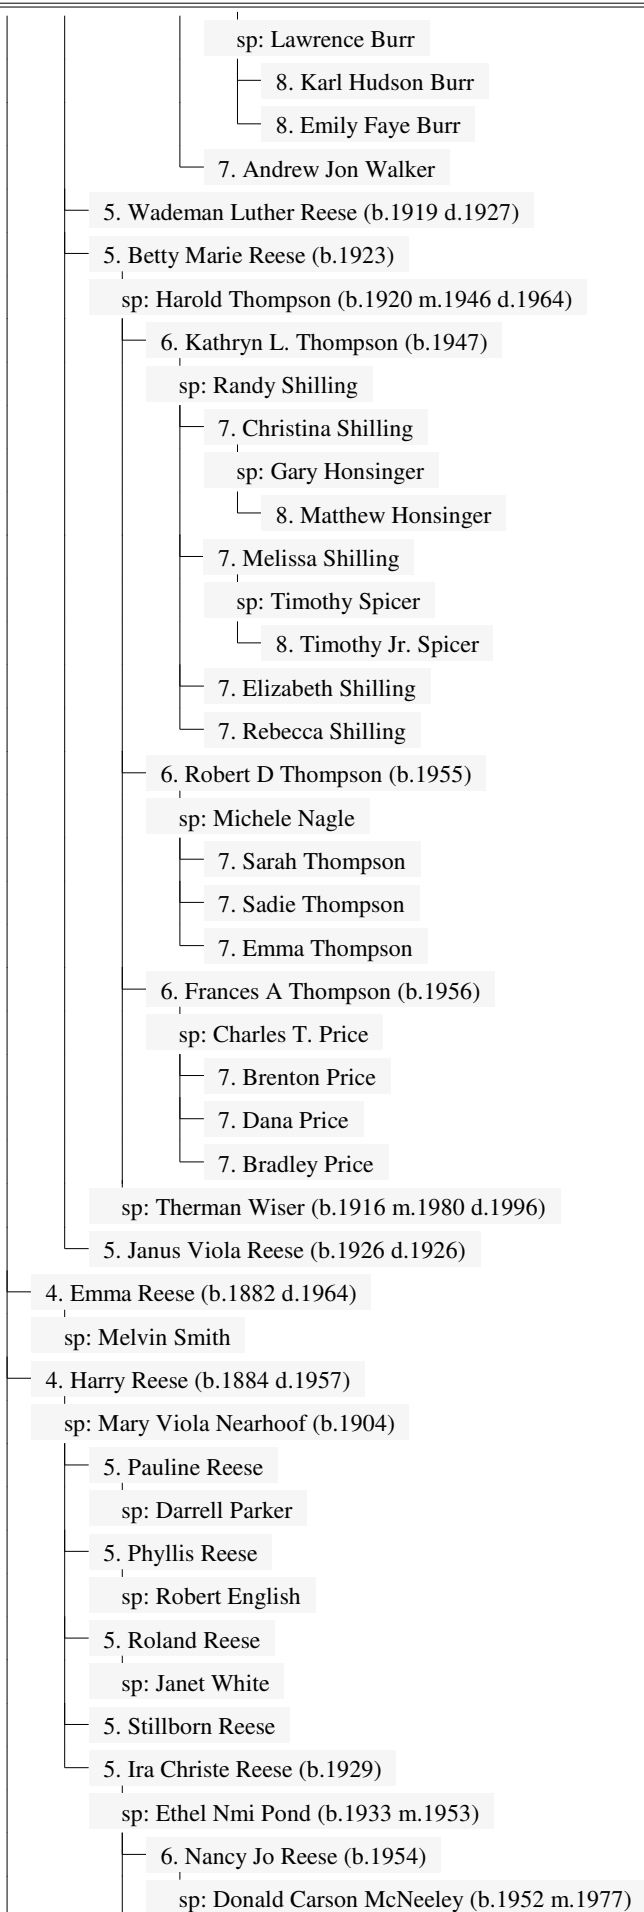 sp: Lawrence Burr
8. Karl Hudson Burr
8. Emily Faye Burr
7. Andrew Jon Walker
5. Wademan Luther Reese (b.1919 d.1927)
5. Betty Marie Reese (b.1923)
sp: Harold Thompson (b.1920 m.1946 d.1964)
6. Kathryn L. Thompson (b.1947)
sp: Randy Shilling
7. Christina Shilling
sp: Gary Honsinger
8. Matthew Honsinger
7. Melissa Shilling
sp: Timothy Spicer
8. Timothy Jr. Spicer
7. Elizabeth Shilling
7. Rebecca Shilling
6. Robert D Thompson (b.1955)
sp: Michele Nagle
7. Sarah Thompson
7. Sadie Thompson
7. Emma Thompson
6. Frances A Thompson (b.1956)
sp: Charles T. Price
7. Brenton Price
7. Dana Price
7. Bradley Price
sp: Therman Wiser (b.1916 m.1980 d.1996)
5. Janus Viola Reese (b.1926 d.1926)
4. Emma Reese (b.1882 d.1964)
sp: Melvin Smith
4. Harry Reese (b.1884 d.1957)
sp: Mary Viola Nearhoof (b.1904)
5. Pauline Reese
sp: Darrell Parker
5. Phyllis Reese
sp: Robert English
5. Roland Reese
sp: Janet White
5. Stillborn Reese
5. Ira Christe Reese (b.1929)
sp: Ethel Nmi Pond (b.1933 m.1953)
6. Nancy Jo Reese (b.1954)
sp: Donald Carson McNeeley (b.1952 m.1977)